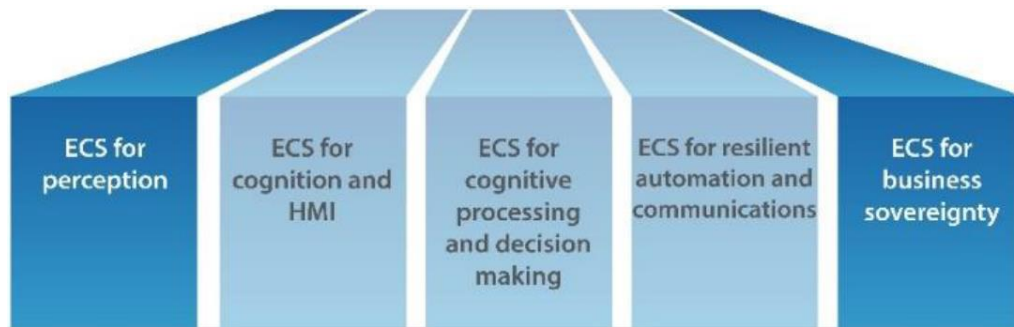 ECS for
perception
ECS for
cognition and
HMI
ECS for
cognitive
processing
and decision
making
ECS for resilient
automation and
communications
ECS for
business
sovereignty